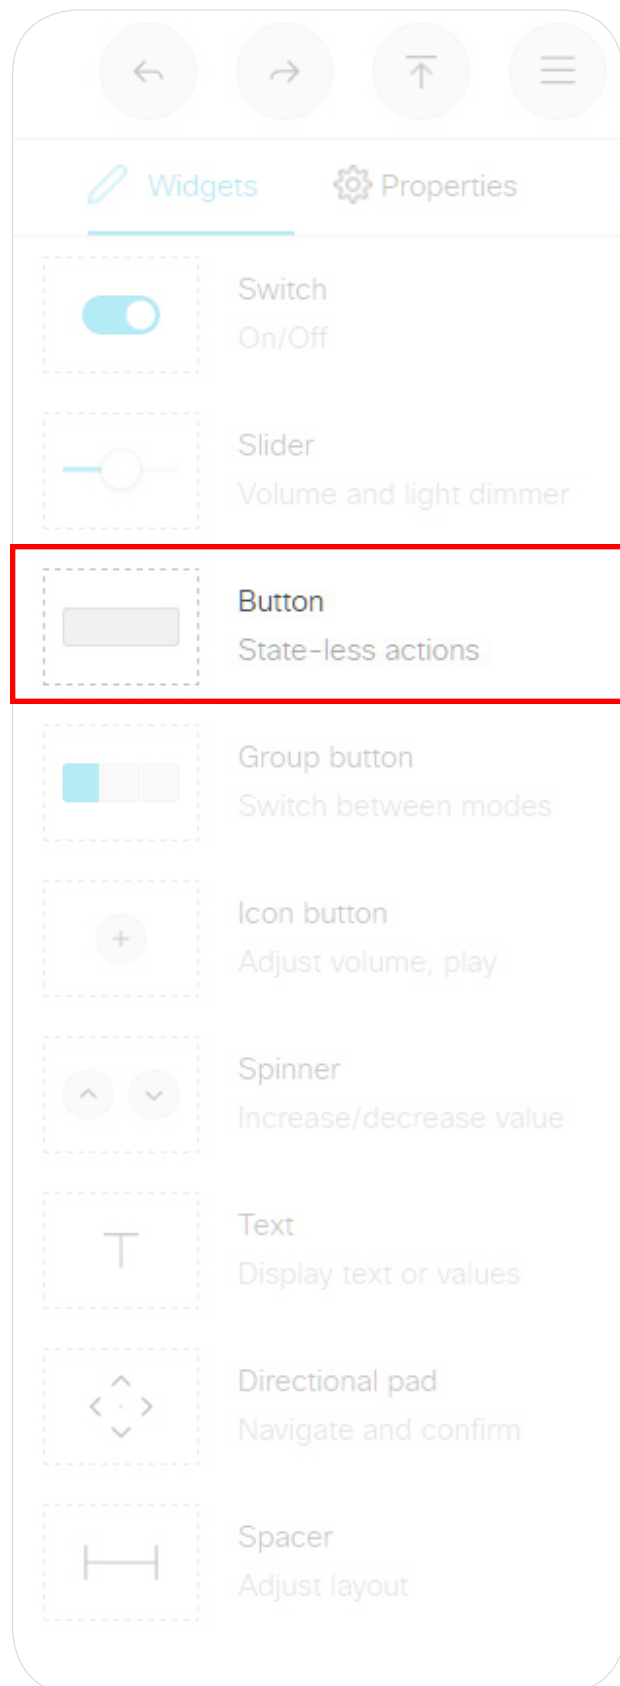 Widgets Properties
Switch
On/Off
Slider
Volume and light dimmer
Button
State-less actions
Group button
Switch between modes
Icon button
Adjust volume, play
Spinner
Increase/decrease value
Text
Display text or values
Directional pad
Navigate and confirm
Spacer
Adjust layout